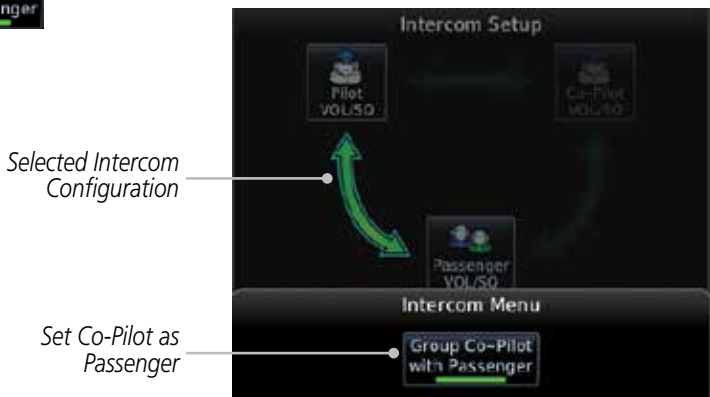 Intercom Setup
Pilot
VOL/SQ
Co-Pilot
VOL/SQ
Selected Intercom
Configuration
Passenger
VOL/SQ
Intercom Menu
Set Co-Pilot as
Passenger
Group Co-Pilot
with Passenger